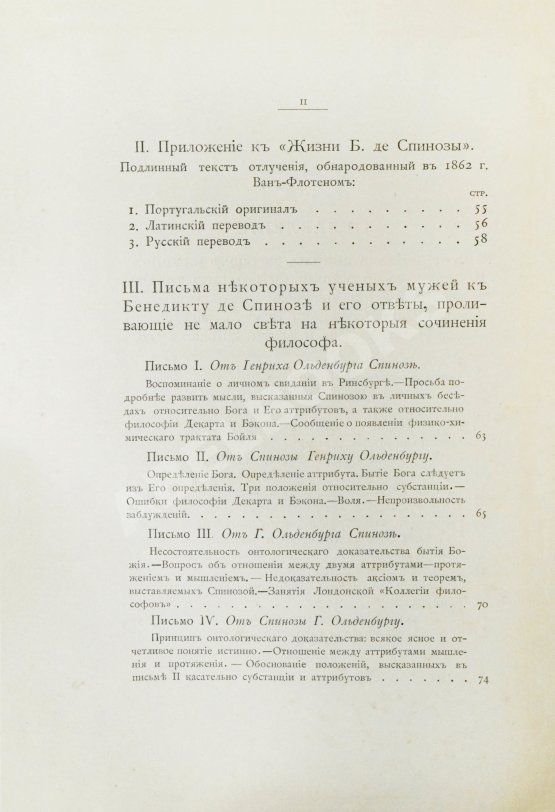 II
II. Приложеніе къ «Жизни Б. де Спинозы».
Подлинный текстъ отлученія, обнародованный въ 1862 г.
Ванъ-Флотеномъ:
СТР.
1. Португальскій оригиналъ . . . . . . . . . 55
2. Латинскій переводъ . . . . . . . . . . . 56
3. Русскій переводъ . . . . . . . . . . . . 58
III. Письма нѣкоторыхъ ученыхъ мужей къ
Бенедикту де Спинозѣ и его отвѣты, проли-
вающіе не мало свѣта на нѣкоторыя сочиненія
философа.
Письмо I. Отъ Генриха Ольденбурга Спинозѣ.
Воспоминаніе о личномъ свиданіи въ Ринсбургѣ.—Просьба по-
дробнѣе развить мысли, высказанныя Спинозою въ личныхъ бесѣ-
дахъ относительно Бога и Его аттрибутовъ, а также относительно
философіи Декарта и Бэкона.—Сообщеніе о появленіи физико-хи-
мическаго трактата Бойля . . . . . . . . . . 63
Письмо II. Отъ Спинозы Генриху Ольденбургу.
Опредѣленіе Бога. Опредѣленіе аттрибута. Бытіе Бога слѣдуетъ
изъ Его опредѣленія. Три положенія относительно субстанціи.—
Ошибки философіи Декарта и Бэкона.—Воля.—Непроизвольность
заблужденій. . . . . . . . . . . . . . . 65
Письмо III. Отъ Г. Ольденбурга Спинозѣ.
Несостоятельность онтологическаго доказательства бытія Бо-
жія.—Вопросъ объ отношеніи между двумя аттрибутами—протя-
женіемъ и мышленіемъ.—Недоказательность аксіомъ и теоремъ,
выставляемыхъ Спинозой.—Занятія Лондонской «Коллегіи фило-
софовъ» . . . . . . . . . . . . . . . . 70
Письмо IV. Отъ Спинозы Г. Ольденбургу.
Принципъ онтологическаго доказательства: всякое ясное и от-
четливое понятіе истинно.—Отношеніе между аттрибутами мышле-
нія и протяженія.—Обоснованіе положеній, высказанныхъ въ
письмѣ II касательно субстанціи и аттрибутовъ . . . . . . . 74